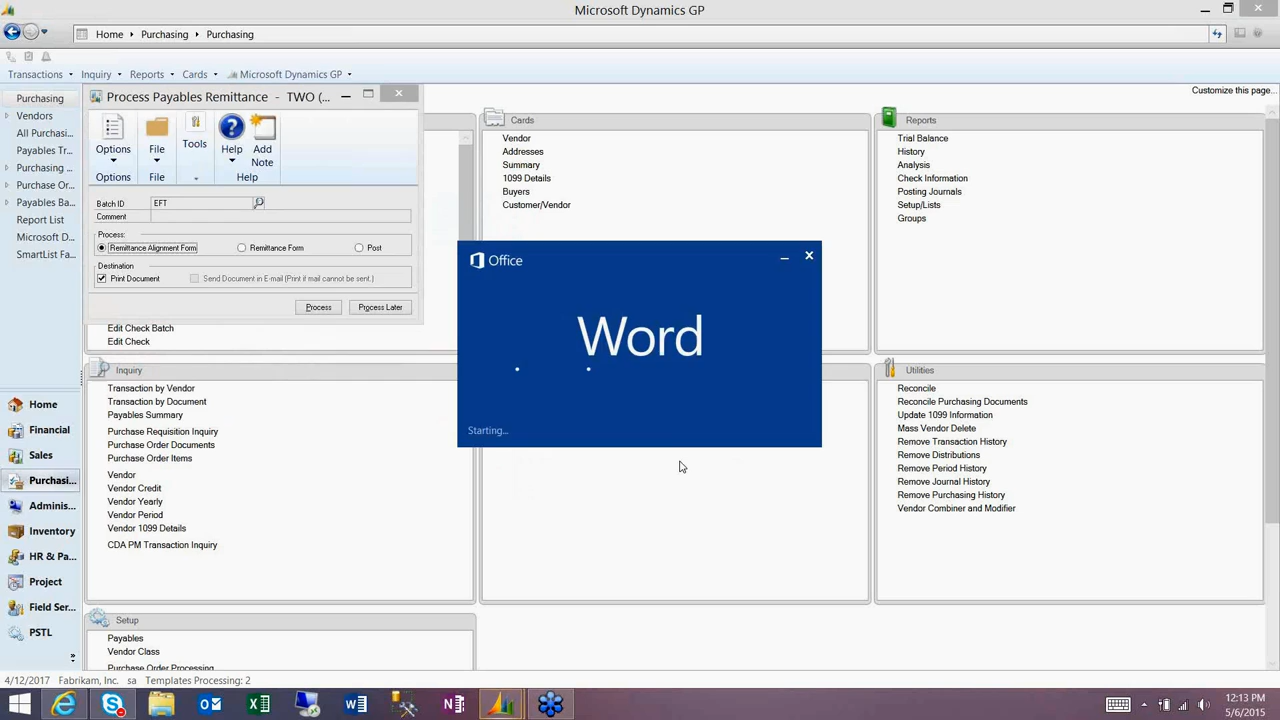 Microsoft Dynamics GP
Home
Purchasing
Purchasing
Transactions
Inquiry
Reports
Cards
Microsoft Dynamics GP
Customize this page...
Purchasing
Vendors
All Purchasi...
Payables Tr...
Purchasing ...
Purchase Or...
Payables Ba...
Report List
Microsoft D...
SmartList Fa...
Process Payables Remittance - TWO (...
Options
File
Tools
Help
Add Note
Options
File
Help
Batch ID
EFT
Comment
Process:
Remittance Alignment Form
Remittance Form
Post
Destination
Print Document
Send Document in E-mail (Print if mail cannot be sent.)
Process
Process Later
Edit Check Batch
Edit Check
Cards
Vendor
Addresses
Summary
1099 Details
Buyers
Customer/Vendor
Reports
Trial Balance
History
Analysis
Check Information
Posting Journals
Setup/Lists
Groups
Office
Word
Starting...
Inquiry
Transaction by Vendor
Transaction by Document
Payables Summary
Purchase Requisition Inquiry
Purchase Order Documents
Purchase Order Items
Vendor
Vendor Credit
Vendor Yearly
Vendor Period
Vendor 1099 Details
CDA PM Transaction Inquiry
Utilities
Reconcile
Reconcile Purchasing Documents
Update 1099 Information
Mass Vendor Delete
Remove Transaction History
Remove Distributions
Remove Period History
Remove Journal History
Remove Purchasing History
Vendor Combiner and Modifier
Setup
Payables
Vendor Class
Purchase Order Processing
Home
Financial
Sales
Purchasi...
Adminis...
Inventory
HR & Pa...
Project
Field Ser...
PSTL
4/12/2017
Fabrikam, Inc.
sa
Templates Processing: 2
12:13 PM
5/6/2015